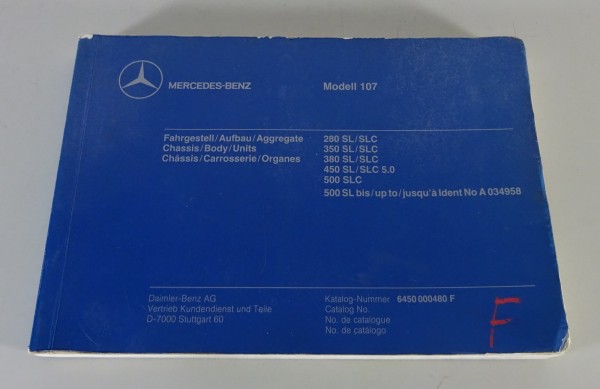 MERCEDES-BENZ
Modell 107
Fahrgestell/Aufbau/Aggregate
Chassis/Body/Units
Châssis/Carrosserie/Organes
280 SL/SLC
350 SL/SLC
380 SL/SLC
450 SL/SLC 5.0
500 SLC
500 SL bis/up to/jusqu'à Ident No A 034958
Daimler-Benz AG
Vertrieb Kundendienst und Teile
D-7000 Stuttgart 60
Katalog-Nummer 6450 000480 F
Catalog No.
No. de catalogue
No. de catálogo
F